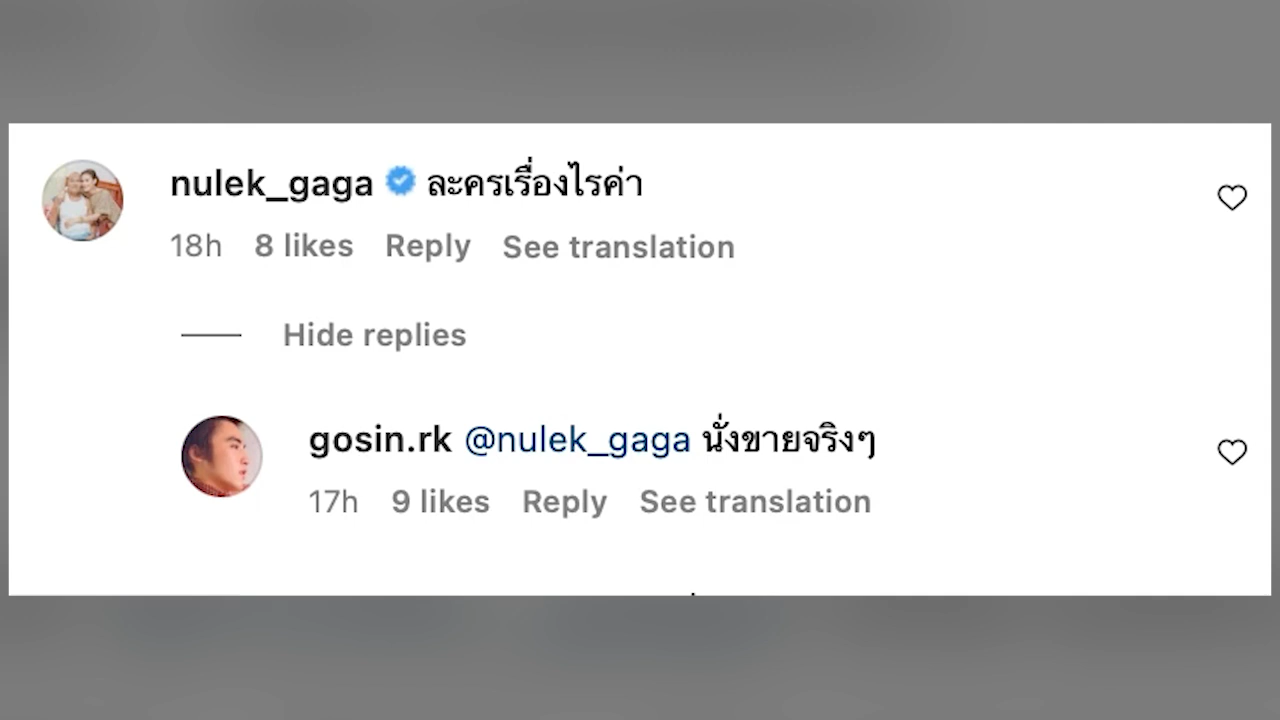 nulek_gaga ละครเรื่องไรค่า
18h 8 likes Reply See translation
Hide replies
gosin.rk @nulek_gaga นั่งขายจริงๆ
17h 9 likes Reply See translation